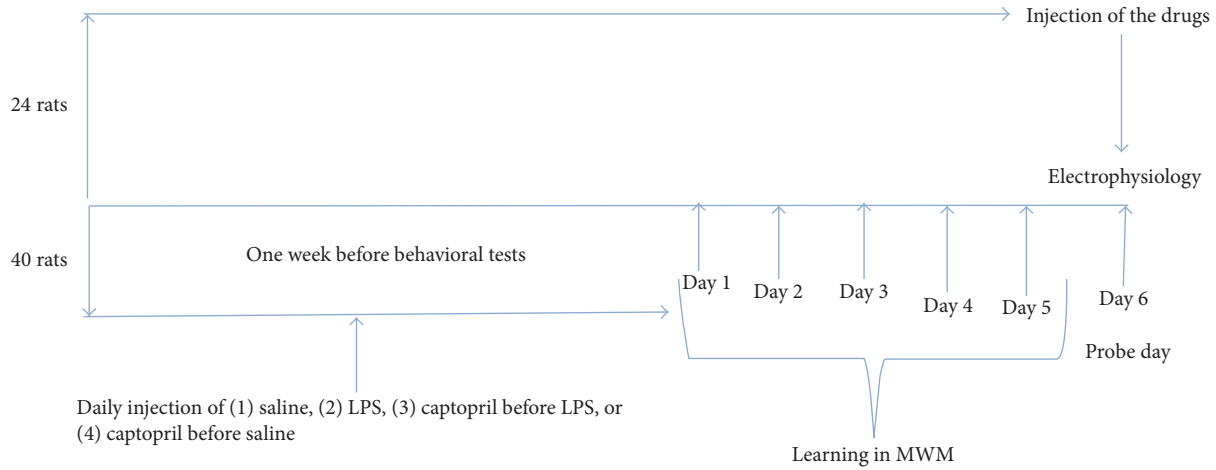 Injection of the drugs
24 rats
Electrophysiology
40 rats
One week before behavioral tests
Day 1
Day 2
Day 3
Day 4
Day 5
Day 6
Probe day
Daily injection of (1) saline, (2) LPS, (3) captopril before LPS, or
(4) captopril before saline
Learning in MWM